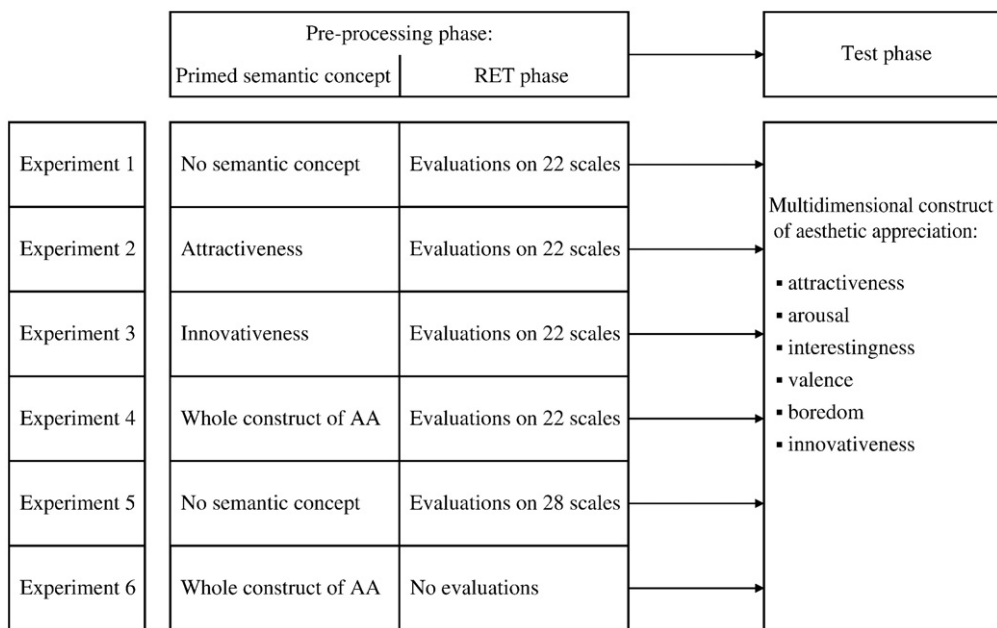 Pre-processing phase:
Primed semantic concept
RET phase
Test phase
Experiment 1
No semantic concept
Evaluations on 22 scales
Experiment 2
Attractiveness
Evaluations on 22 scales
Experiment 3
Innovativeness
Evaluations on 22 scales
Experiment 4
Whole construct of AA
Evaluations on 22 scales
Experiment 5
No semantic concept
Evaluations on 28 scales
Experiment 6
Whole construct of AA
No evaluations
Multidimensional construct
of aesthetic appreciation:
▪ attractiveness
▪ arousal
▪ interestingness
▪ valence
▪ boredom
▪ innovativeness